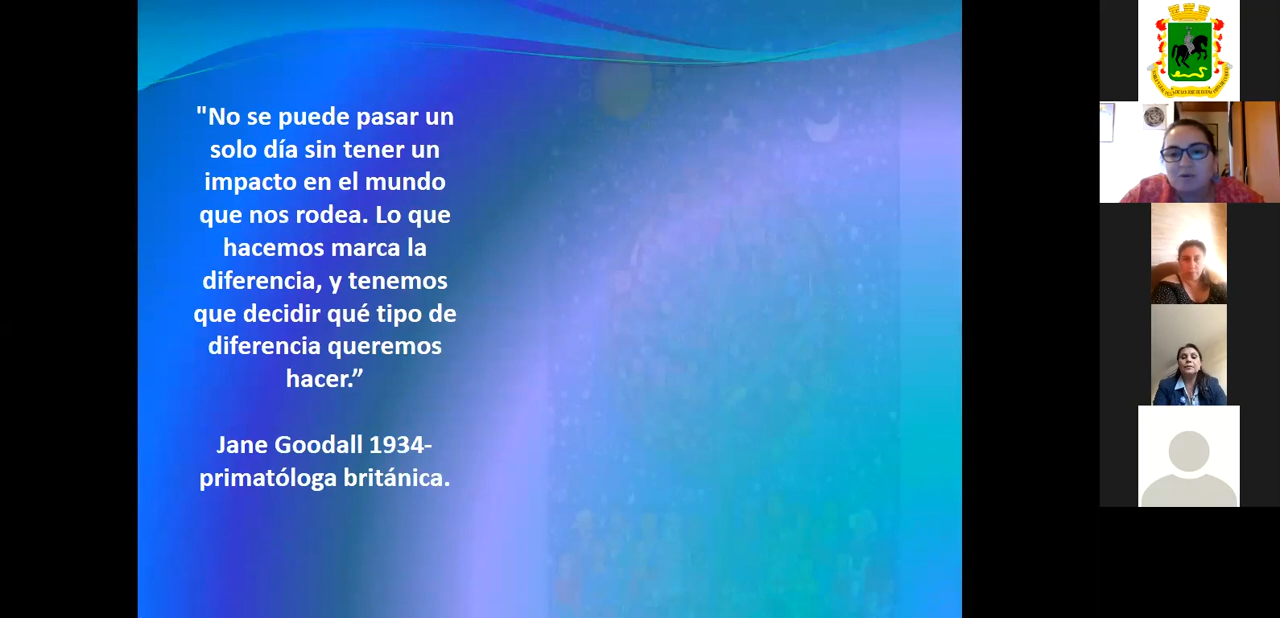 "No se puede pasar un
solo día sin tener un
impacto en el mundo
que nos rodea. Lo que
hacemos marca la
diferencia, y tenemos
que decidir qué tipo de
diferencia queremos
hacer.”
Jane Goodall 1934-
primatóloga británica.